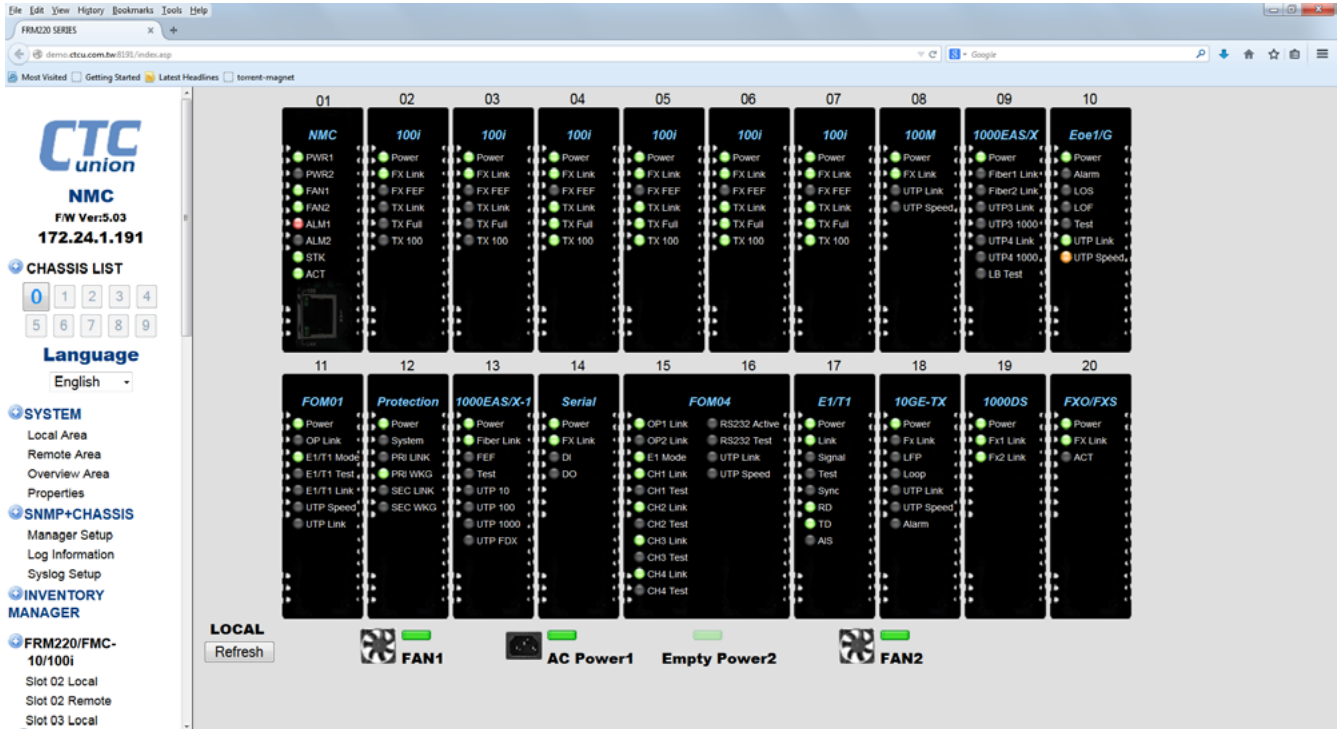 File Edit View History Bookmarks Tools Help
FRM220 SERIES × +
demo.ctcu.com.tw:8191/index.asp
8 - Google
Most Visited Getting Started Latest Headlines torrent-magnet
CTC union
NMC
F/W Ver:5.03
172.24.1.191
CHASSIS LIST
0 1 2 3 4
5 6 7 8 9
Language
English
SYSTEM
Local Area
Remote Area
Overview Area
Properties
SNMP+CHASSIS
Manager Setup
Log Information
Syslog Setup
INVENTORY MANAGER
FRM220/FMC-
10/100i
Slot 02 Local
Slot 02 Remote
Slot 03 Local
01 02 03 04 05 06 07 08 09 10
NMC
PWR1
PWR2
FAN1
FAN2
ALM1
ALM2
STK
ACT
100i
Power
FX Link
FX FEF
TX Link
TX Full
TX 100
100i
Power
FX Link
FX FEF
TX Link
TX Full
TX 100
100i
Power
FX Link
FX FEF
TX Link
TX Full
TX 100
100i
Power
FX Link
FX FEF
TX Link
TX Full
TX 100
100i
Power
FX Link
FX FEF
TX Link
TX Full
TX 100
100i
Power
FX Link
FX FEF
TX Link
TX Full
TX 100
100M
Power
FX Link
UTP Link
UTP Speed
1000EAS/X
Power
Fiber1 Link
Fiber2 Link
UTP3 Link
UTP3 1000
UTP4 Link
UTP4 1000
LB Test
Eoe1/G
Power
Alarm
LOS
LOF
Test
UTP Link
UTP Speed
11 12 13 14 15 16 17 18 19 20
FOM01
Power
OP Link
E1/T1 Mode
E1/T1 Test
E1/T1 Link
UTP Speed
UTP Link
Protection
Power
System
PRI LINK
PRI WKG
SEC LINK
SEC WKG
1000EAS/X-1
Power
Fiber Link
FEF
Test
UTP 10
UTP 100
UTP 1000
UTP FDX
Serial
Power
FX Link
DI
DO
FOM04
OP1 Link RS232 Active
OP2 Link RS232 Test
E1 Mode UTP Link
CH1 Link UTP Speed
CH1 Test
CH2 Link
CH2 Test
CH3 Link
CH3 Test
CH4 Link
CH4 Test
E1/T1
Power
Link
Signal
Test
Sync
RD
TD
AIS
10GE-TX
Power
Fx Link
LFP
Loop
UTP Link
UTP Speed
Alarm
1000DS
Power
Fx1 Link
Fx2 Link
FXO/FXS
Power
FX Link
ACT
LOCAL
Refresh
FAN1 AC Power1 Empty Power2 FAN2